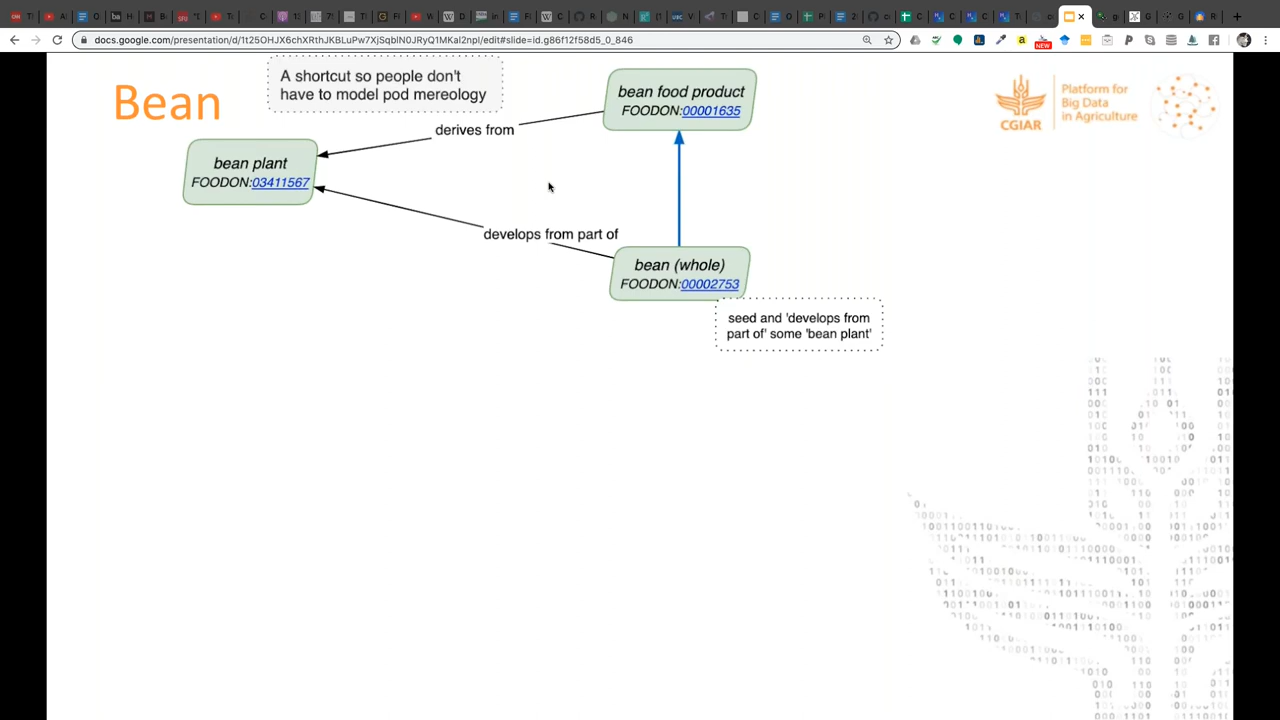 docs.google.com/presentation/d/1t25OHJX6chXRthJKBLuPw7XjSqblN0JRyQ1MKaI2npI/edit#slide=id.g86f12f58d5_0_846
NEW
Bean
A shortcut so people don't
have to model pod mereology
bean food product
FOODON:00001635
derives from
bean plant
FOODON:03411567
develops from part of
bean (whole)
FOODON:00002753
seed and 'develops from
part of' some 'bean plant'
CGIAR
Platform for
Big Data
in Agriculture